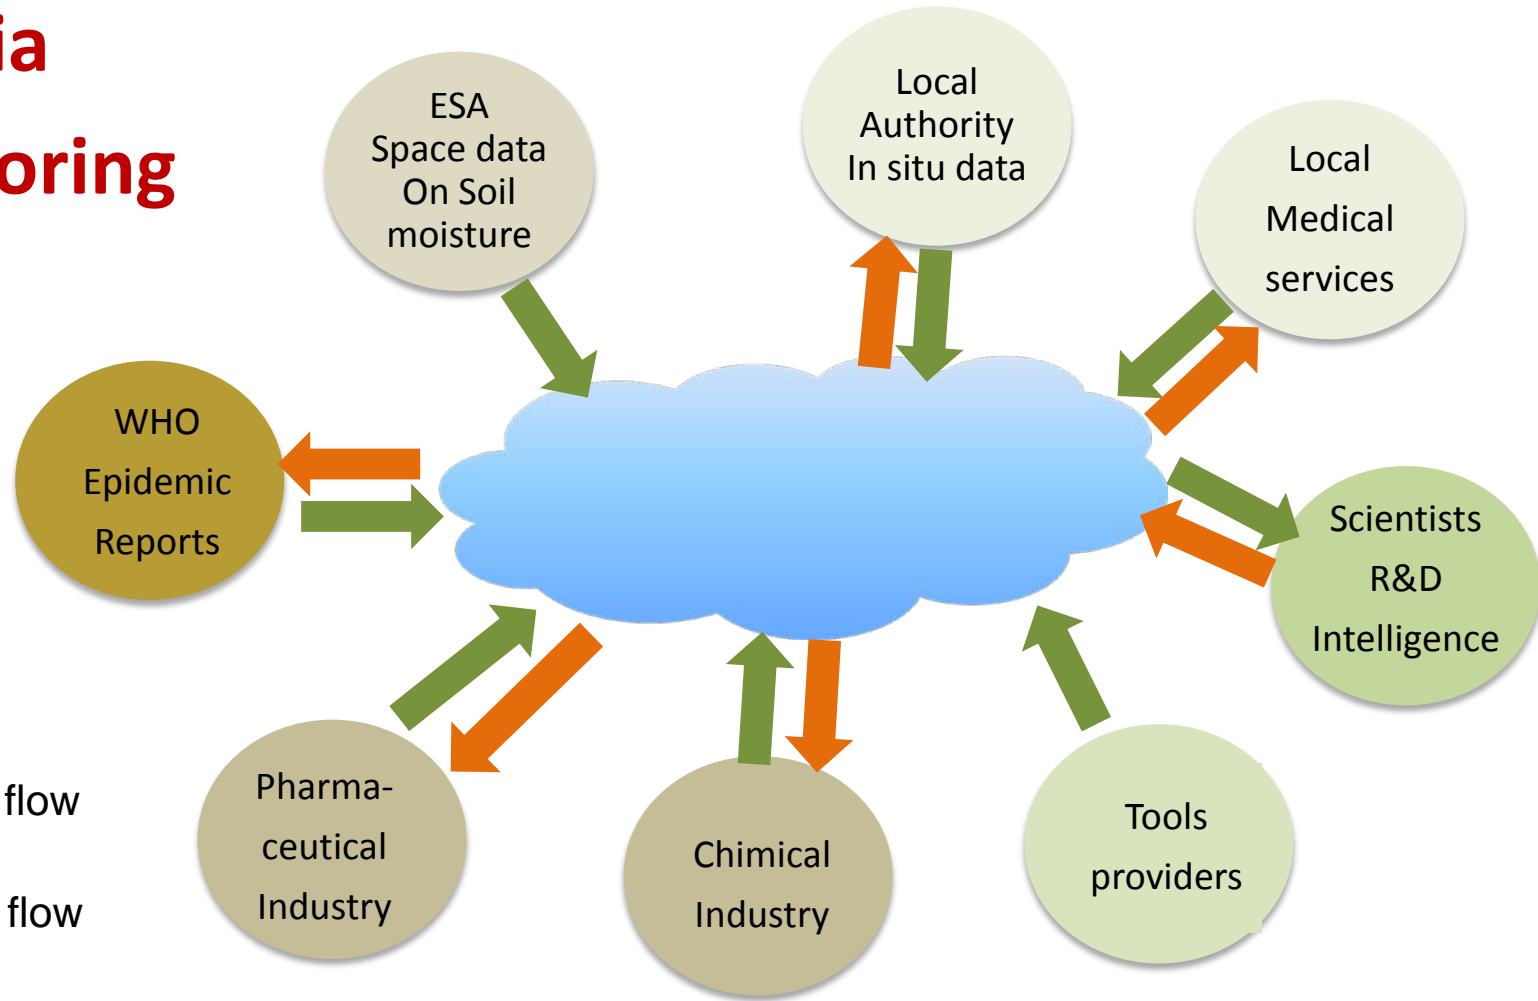 ia
oring
ESA
Space data
On Soil
moisture
Local
Authority
In situ data
Local
Medical
services
WHO
Epidemic
Reports
Scientists
R&D
Intelligence
Pharma-
ceutical
Industry
Chimical
Industry
Tools
providers
flow
flow